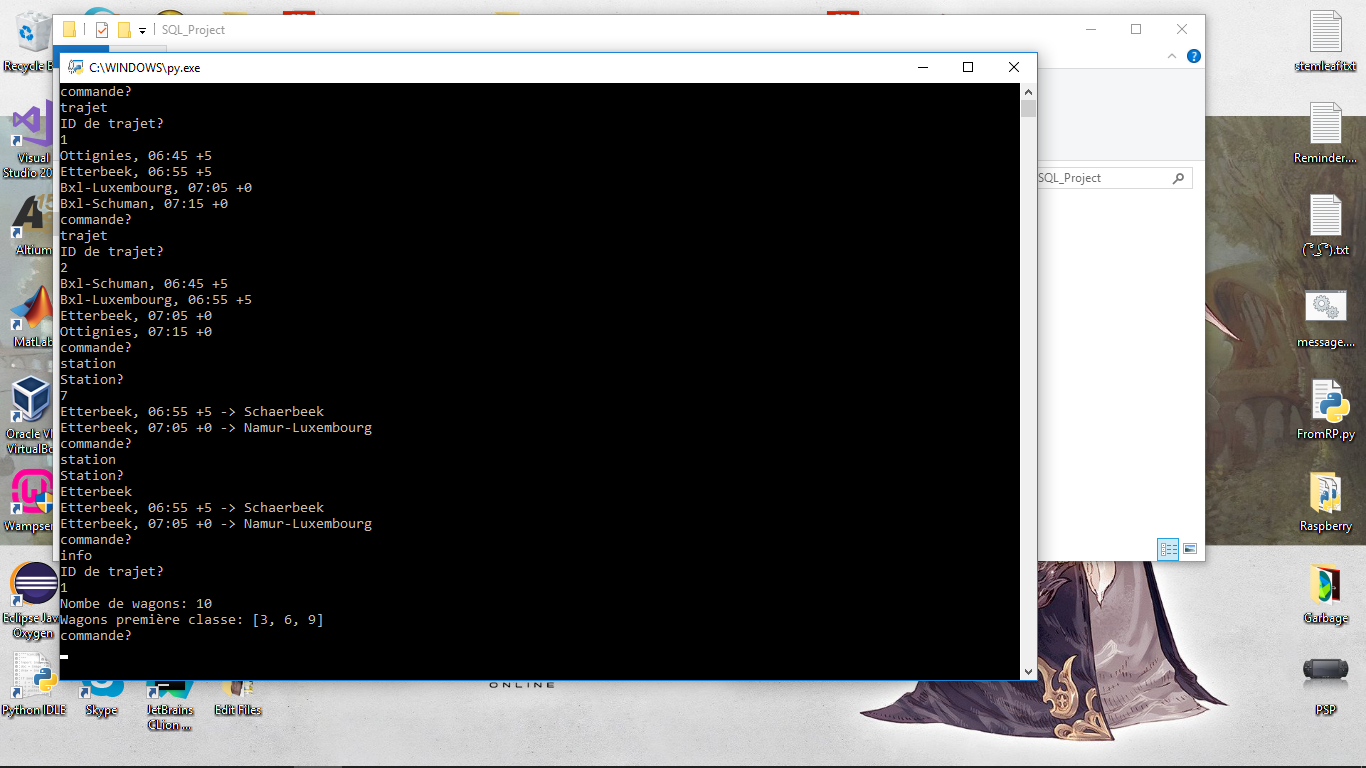 SQL_Project
C:\WINDOWS\py.exe
commande?
trajet
ID de trajet?
1
Ottignies, 06:45 +5
Etterbeek, 06:55 +5
Bxl-Luxembourg, 07:05 +0
Bxl-Schuman, 07:15 +0
commande?
trajet
ID de trajet?
2
Bxl-Schuman, 06:45 +5
Bxl-Luxembourg, 06:55 +5
Etterbeek, 07:05 +0
Ottignies, 07:15 +0
commande?
station
Station?
7
Etterbeek, 06:55 +5 -> Schaerbeek
Etterbeek, 07:05 +0 -> Namur-Luxembourg
commande?
station
Station?
Etterbeek
Etterbeek, 06:55 +5 -> Schaerbeek
Etterbeek, 07:05 +0 -> Namur-Luxembourg
commande?
info
ID de trajet?
1
Nombe de wagons: 10
Wagons première classe: [3, 6, 9]
commande?
SQL_Project
Recycle B
Visual
Studio 20
Altium
MatLab
Oracle VM
VirtualBo
Wampser
Eclipse Java
Oxygen
Python IDLE
Skype
JetBrains
CLion ...
Edit Files
ONLINE
stemleaf.txt
Reminder....
( ͡° ͜ʖ ͡°).txt
message....
FromRP.py
Raspberry
Garbage
PSP